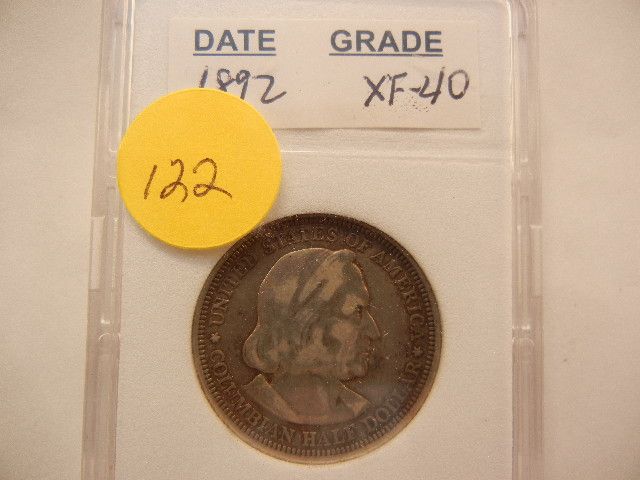 DATE GRADE
1892 XF-40
122
UNITED STATES OF AMERICA
★ COLUMBIAN HALF DOLLAR ★